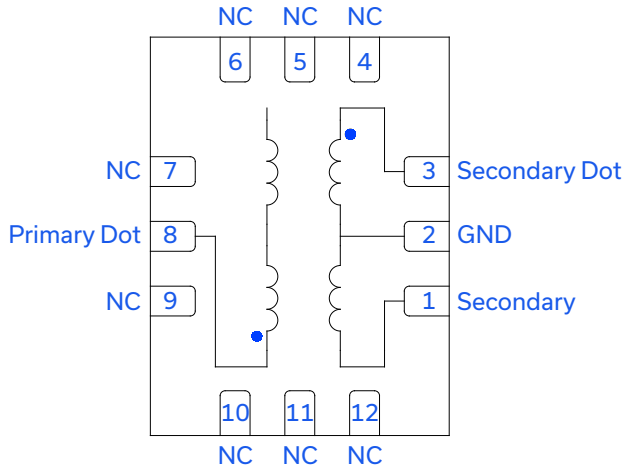 NC NC NC
6 5 4
NC 7 3 Secondary Dot
Primary Dot 8 2 GND
NC 9 1 Secondary
10 11 12
NC NC NC